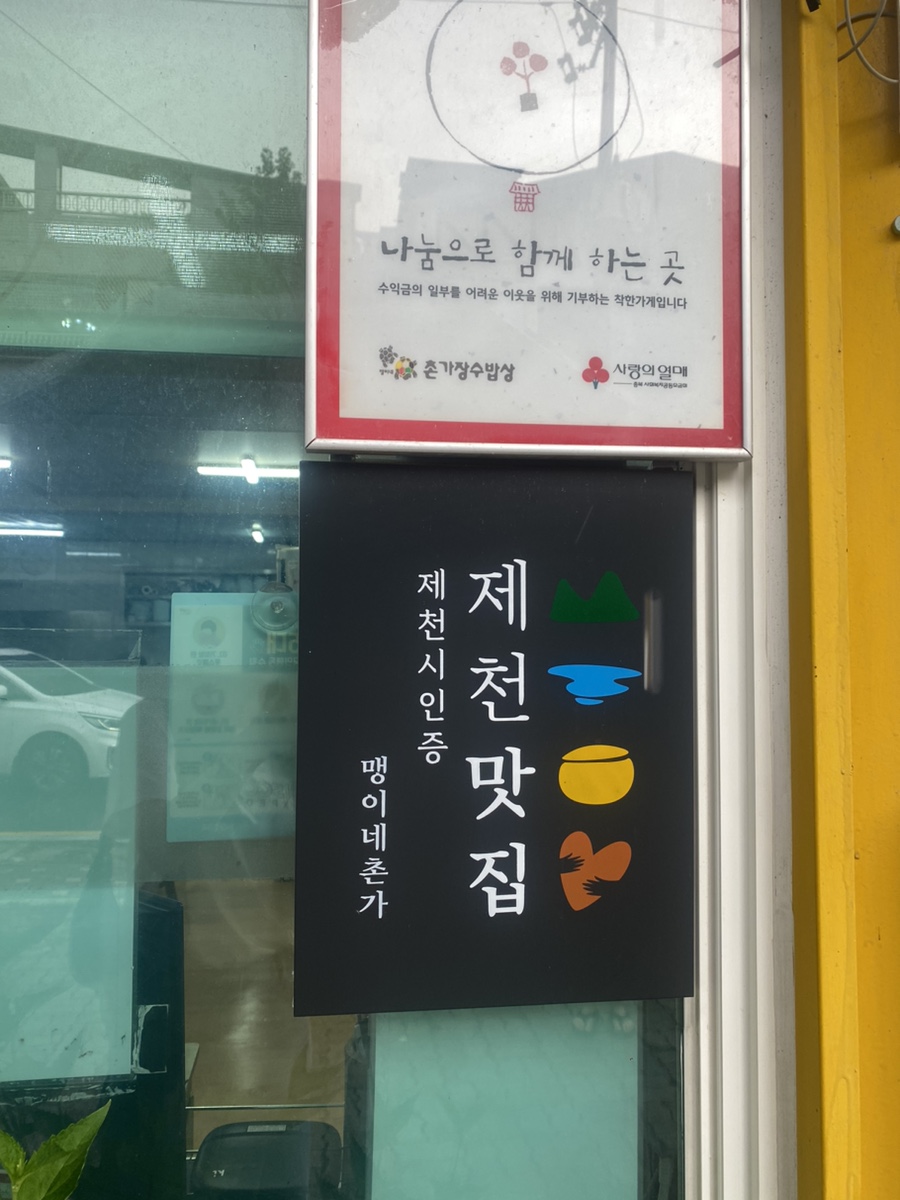 나눔으로 함께 하는 곳
수익금의 일부를 어려운 이웃을 위해 기부하는 착한가게입니다
촌가장수밥상
사랑의열매
제천맛집
제천시인증
맹이네촌가